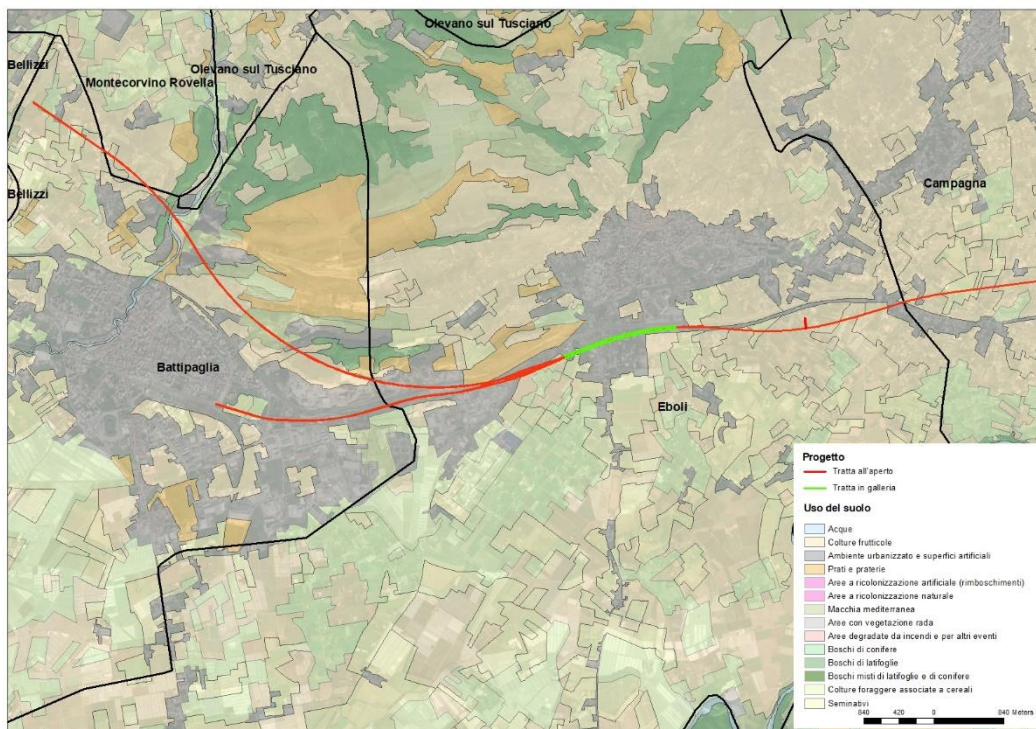 Olevano sul Tusciano
Bellizzi
Olevano sul Tusciano
Montecorvino Rovella
Bellizzi
Campagna
Battipaglia
Eboli
Progetto
Tratta all'aperto
Tratta in galleria
Uso del suolo
Acque
Colture frutticole
Ambiente urbanizzato e superfici artificiali
Prati e praterie
Aree a ricolonizzazione artificiale (rimboschimenti)
Aree a ricolonizzazione naturale
Macchia mediterranea
Aree con vegetazione rada
Aree degradate da incendi e per altri eventi
Boschi di conifere
Boschi di latifoglie
Boschi misti di latifoglie e di conifere
Colture foraggere associate a cereali
Seminativi
840 420 0 840 Meters